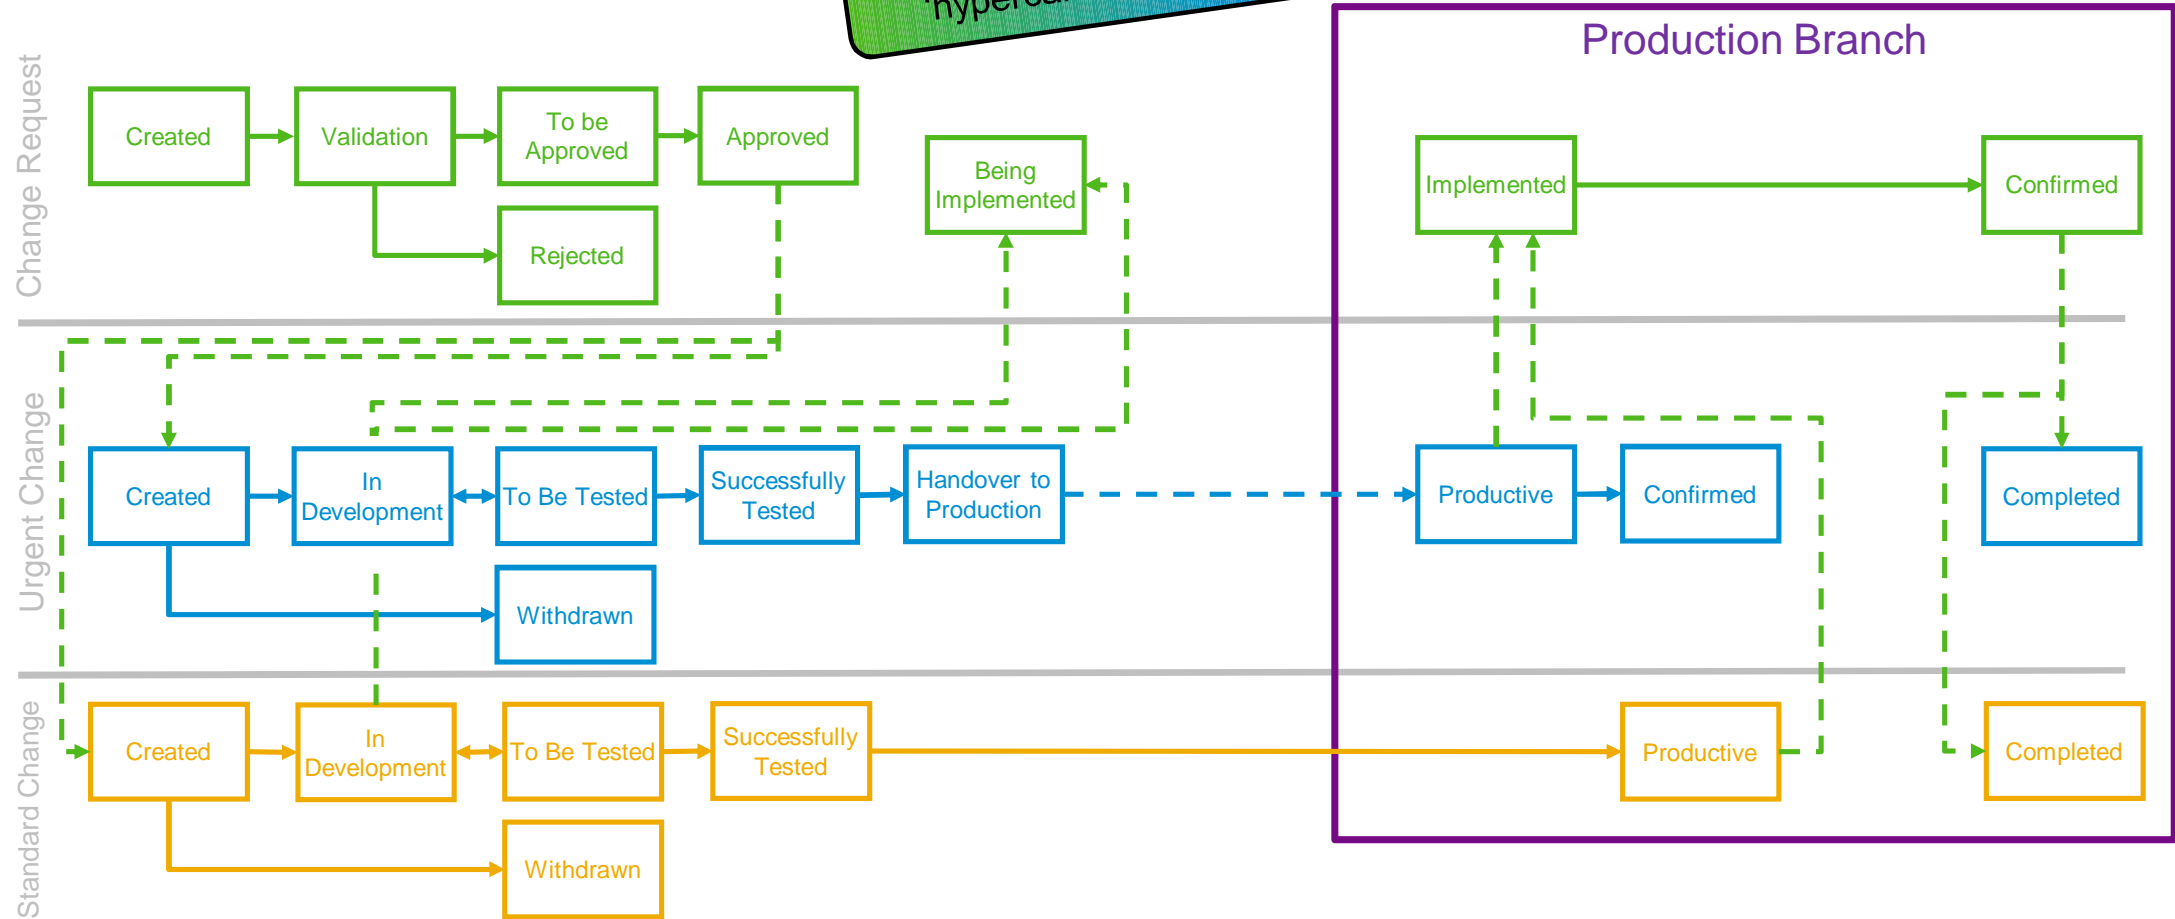 Production Branch
Change Request
Created
Validation
To be
Approved
Approved
Rejected
Being
Implemented
Implemented
Confirmed
Urgent Change
Created
In
Development
To Be Tested
Successfully
Tested
Handover to
Production
Productive
Confirmed
Completed
Withdrawn
Standard Change
Created
In
Development
To Be Tested
Successfully
Tested
Productive
Completed
Withdrawn